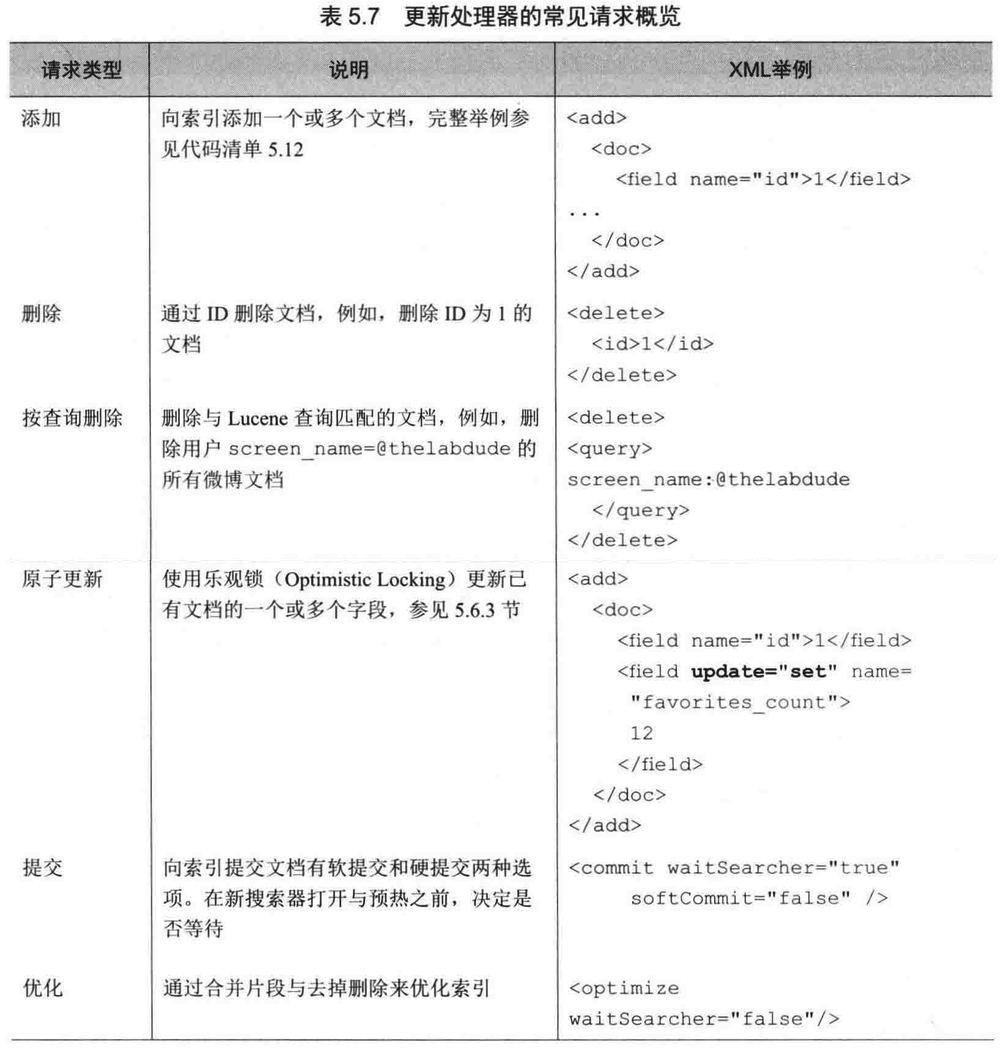 表 5.7 更新处理器的常见请求概览
请求类型 说明 XML举例
添加 向索引添加一个或多个文档，完整举例参 <add>
见代码清单 5.12 <doc>
<field name="id">1</field>
...
</doc>
</add>
删除 通过 ID 删除文档，例如，删除 ID 为 1 的 <delete>
文档 <id>1</id>
</delete>
按查询删除 删除与 Lucene 查询匹配的文档，例如，删 <delete>
除用户 screen_name=@thelabdude 的 <query>
所有微博文档 screen_name:@thelabdude
</query>
</delete>
原子更新 使用乐观锁（Optimistic Locking）更新已 <add>
有文档的一个或多个字段，参见 5.6.3 节 <doc>
<field name="id">1</field>
<field update="set" name=
"favorites_count">
12
</field>
</doc>
</add>
提交 向索引提交文档有软提交和硬提交两种选 <commit waitSearcher="true"
项。在新搜索器打开与预热之前，决定是 softCommit="false" />
否等待
优化 通过合并片段与去掉删除来优化索引 <optimize
waitSearcher="false"/>